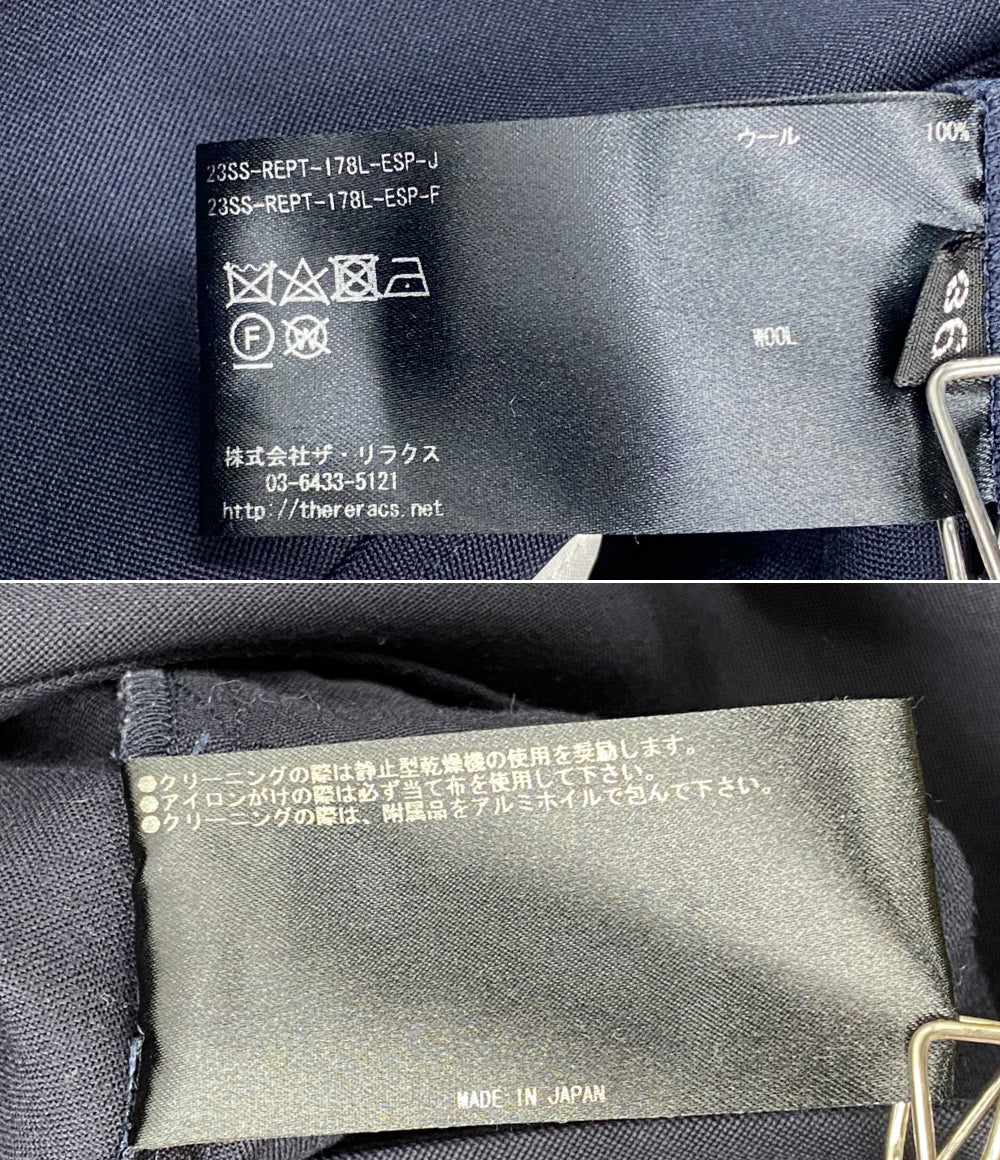 23SS-REPT-178L-ESP-J
23SS-REPT-178L-ESP-F
ウール 100%
WOOL
F
W
株式会社ザ・リラクス
03-6433-5121
http://thereracs.net
●クリーニングの際は静止型乾燥機の使用を奨励します。
●アイロンがけの際は必ず当て布を使用して下さい。
●クリーニングの際は、附属品をアルミホイルで包んで下さい。
MADE IN JAPAN